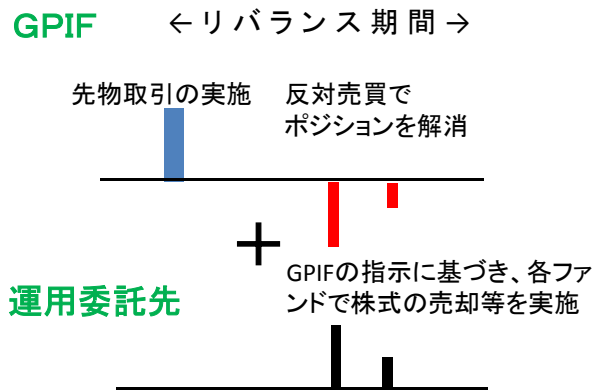 GPIF ←リバランス期間→
先物取引の実施 反対売買で
ポジションを解消
+
GPIFの指示に基づき、各ファ
運用委託先 ンドで株式の売却等を実施